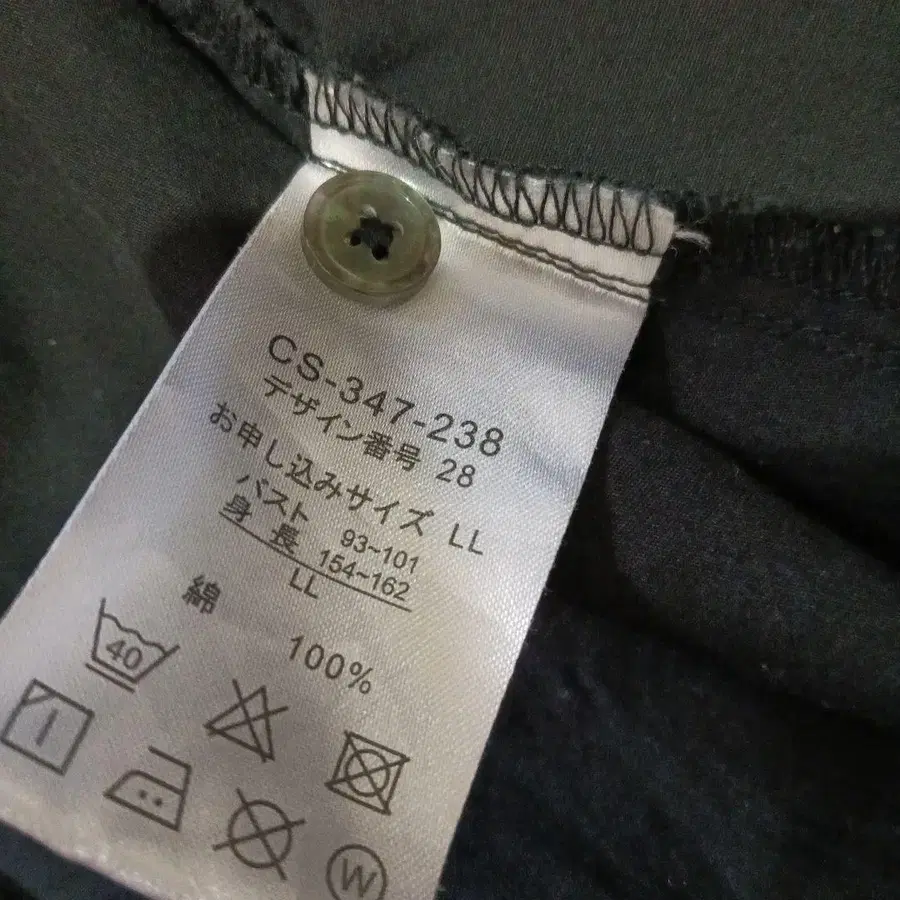 CS-347-238
デザイン番号 28
お申し込みサイズ LL
バスト 93~101
身長 154~162
LL
綿 100%
40
W